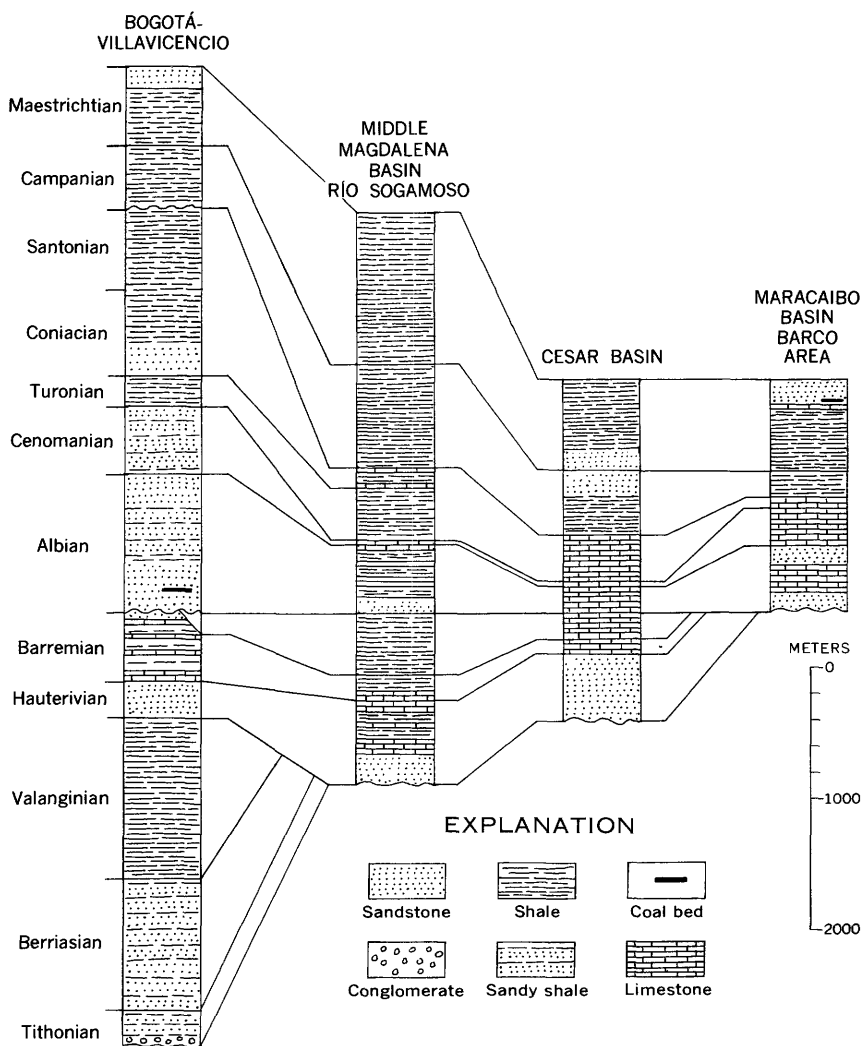 BOGOTÁ-
VILLAVICENCIO
Maestrichtian
Campanian
Santonian
Coniacian
Turonian
Cenomanian
Albian
Barremian
Hauterivian
Valanginian
Berriasian
Tithonian
MIDDLE
MAGDALENA
BASIN
RÍO SOGAMOSO
CESAR BASIN
MARACAIBO
BASIN
BARCO
AREA
METERS
0
1000
2000
EXPLANATION
Sandstone
Shale
Coal bed
Conglomerate
Sandy shale
Limestone